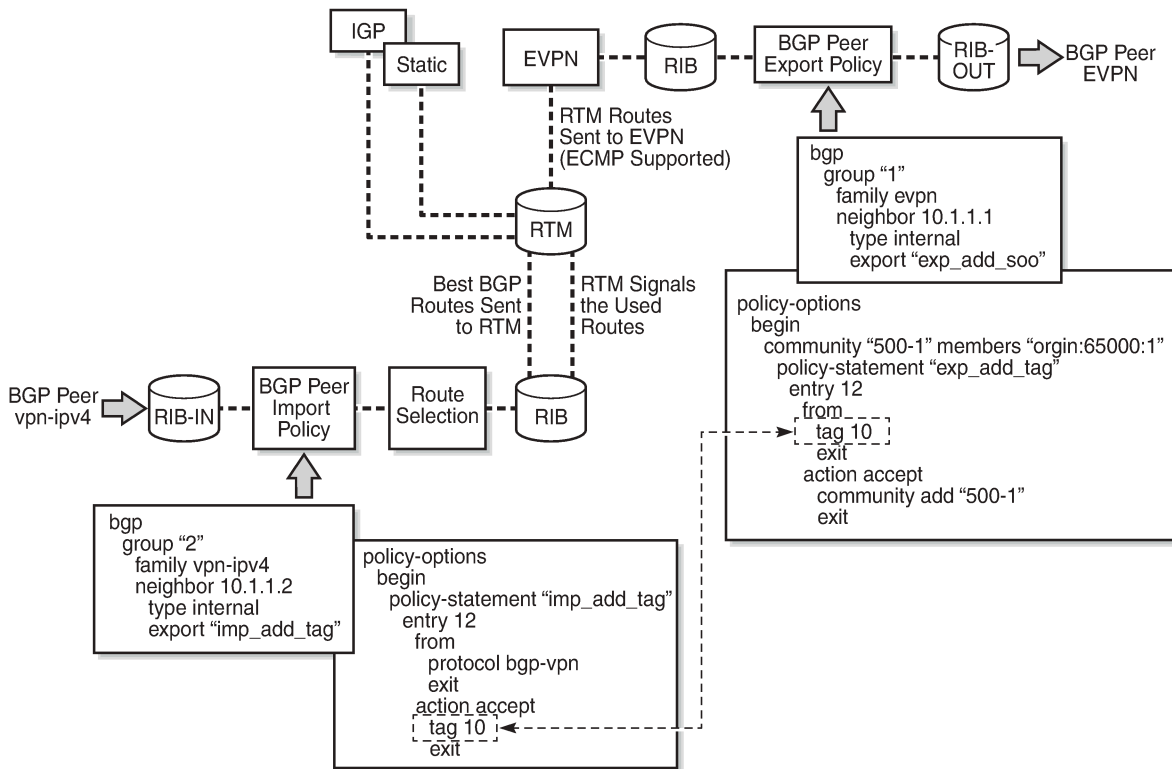 IGP
Static
EVPN
RIB
BGP Peer
Export Policy
RIB-
OUT
BGP Peer
EVPN
RTM Routes
Sent to EVPN
(ECMP Supported)
RTM
Best BGP
Routes Sent
to RTM
RTM Signals
the Used
Routes
bgp
group “1”
family evpn
neighbor 10.1.1.1
type internal
export “exp_add_soo”
policy-options
begin
community “500-1” members “orgin:65000:1”
policy-statement “exp_add_tag”
entry 12
from
tag 10
exit
action accept
community add “500-1”
exit
BGP Peer
vpn-ipv4
RIB-IN
BGP Peer
Import
Policy
Route
Selection
RIB
bgp
group “2”
family vpn-ipv4
neighbor 10.1.1.2
type internal
export “imp_add_tag”
policy-options
begin
policy-statement “imp_add_tag”
entry 12
from
protocol bgp-vpn
exit
action accept
tag 10
exit